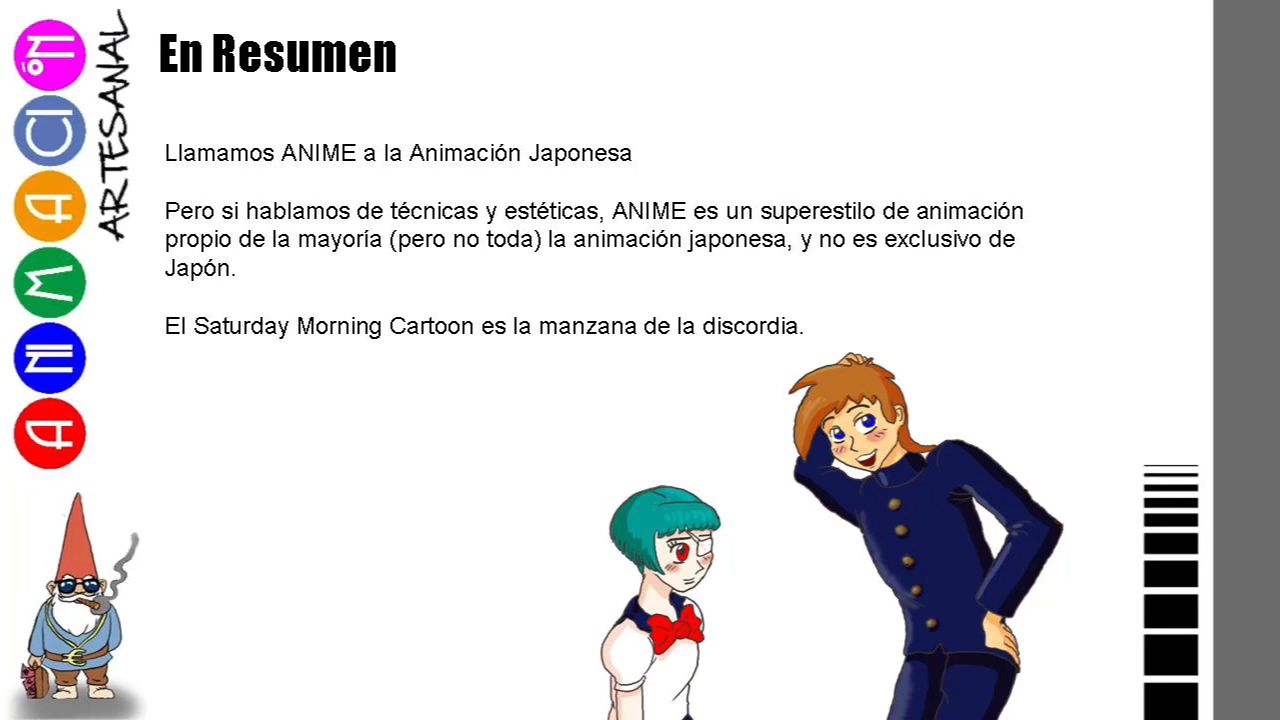 ANIMACIÓN
ARTESANAL
En Resumen
Llamamos ANIME a la Animación Japonesa
Pero si hablamos de técnicas y estéticas, ANIME es un superestilo de animación
propio de la mayoría (pero no toda) la animación japonesa, y no es exclusivo de
Japón.
El Saturday Morning Cartoon es la manzana de la discordia.